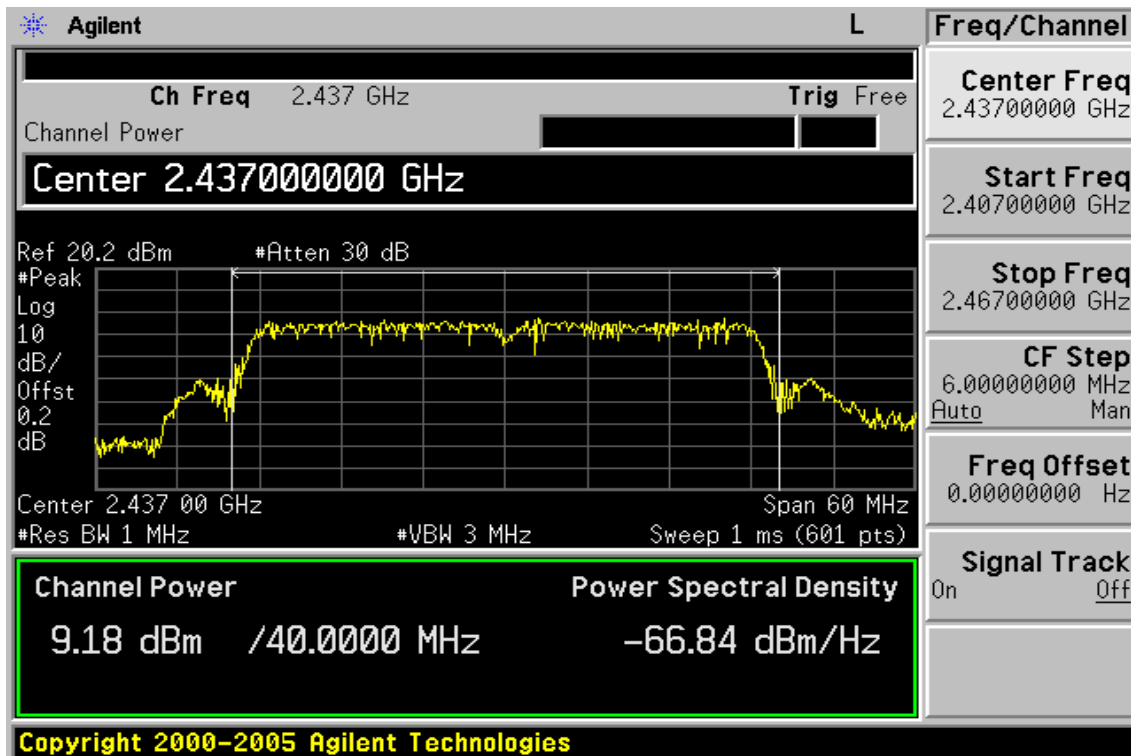 Agilent L
Ch Freq 2.437 GHz Trig Free
Channel Power
Center 2.437000000 GHz
Ref 20.2 dBm #Atten 30 dB
#Peak
Log
10
dB/
Offst
0.2
dB
Center 2.437 00 GHz Span 60 MHz
#Res BW 1 MHz #VBW 3 MHz Sweep 1 ms (601 pts)
Channel Power Power Spectral Density
9.18 dBm /40.0000 MHz -66.84 dBm/Hz
Copyright 2000-2005 Agilent Technologies
Freq/Channel
Center Freq
2.43700000 GHz
Start Freq
2.40700000 GHz
Stop Freq
2.46700000 GHz
CF Step
6.00000000 MHz
Auto Man
Freq Offset
0.00000000 Hz
Signal Track
On Off